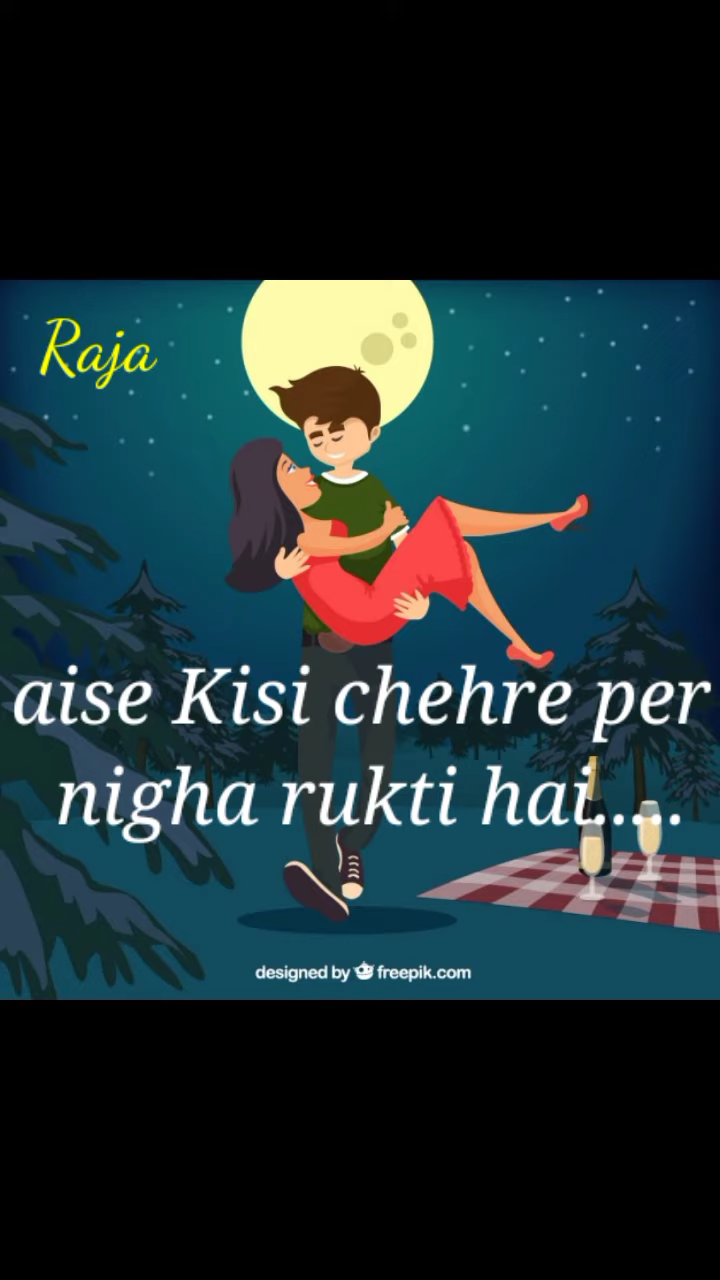 Raja
aise Kisi chehre per
nigha rukti hai.....
designed by freepik.com